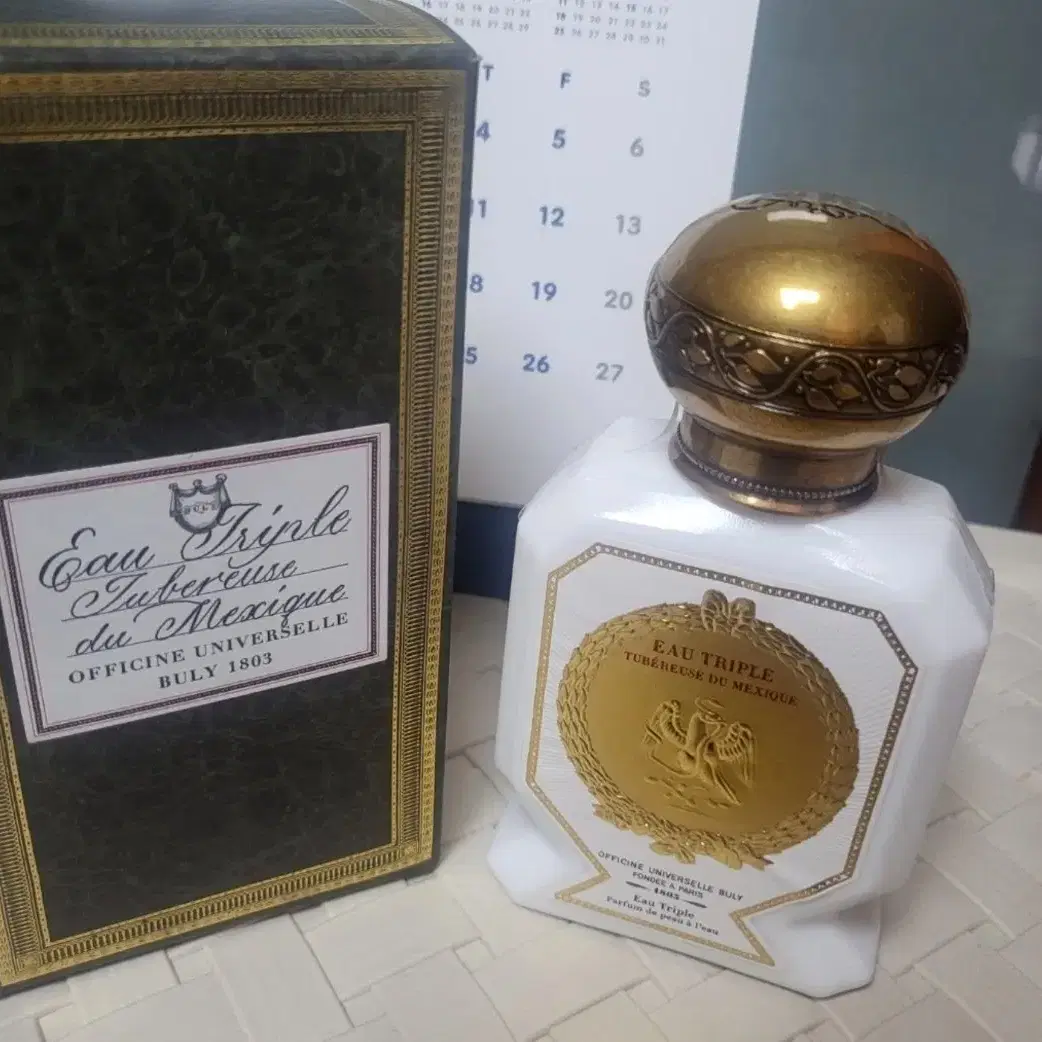 Eau Triple
Tubéreuse
du Mexique
OFFICINE UNIVERSELLE
BULY 1803
T F S
4 5 6
11 12 13
18 19 20
25 26 27
EAU TRIPLE
TUBÉREUSE DU MEXIQUE
OFFICINE UNIVERSELLE BULY
FONDÉE À PARIS
1803
Eau Triple
Parfum de peau à l'eau